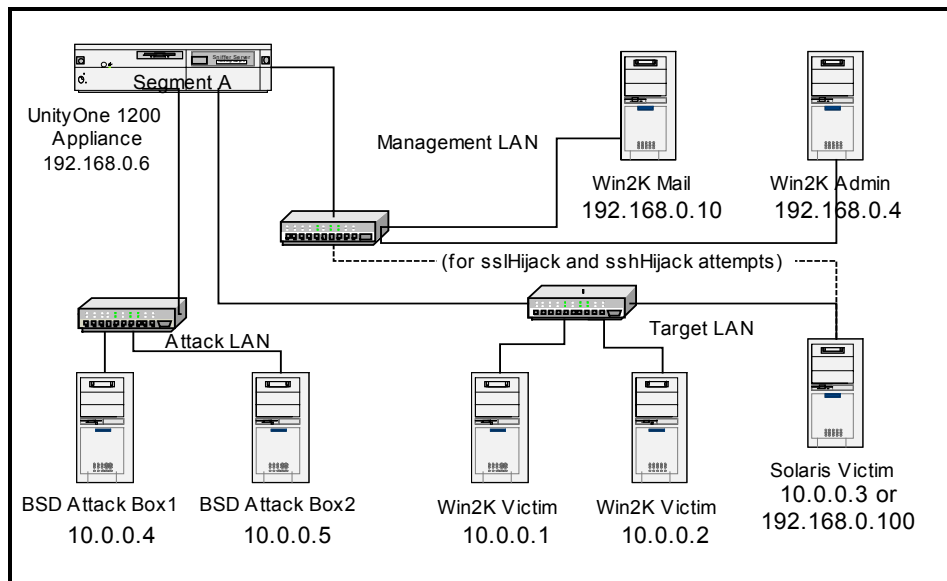 Sniffer Server
Segment A
UnityOne 1200
Appliance
192.168.0.6
Management LAN
Win2K Mail
192.168.0.10
Win2K Admin
192.168.0.4
(for sslHijack and sshHijack attempts)
Attack LAN
Target LAN
BSD Attack Box1
10.0.0.4
BSD Attack Box2
10.0.0.5
Win2K Victim
10.0.0.1
Win2K Victim
10.0.0.2
Solaris Victim
10.0.0.3 or
192.168.0.100